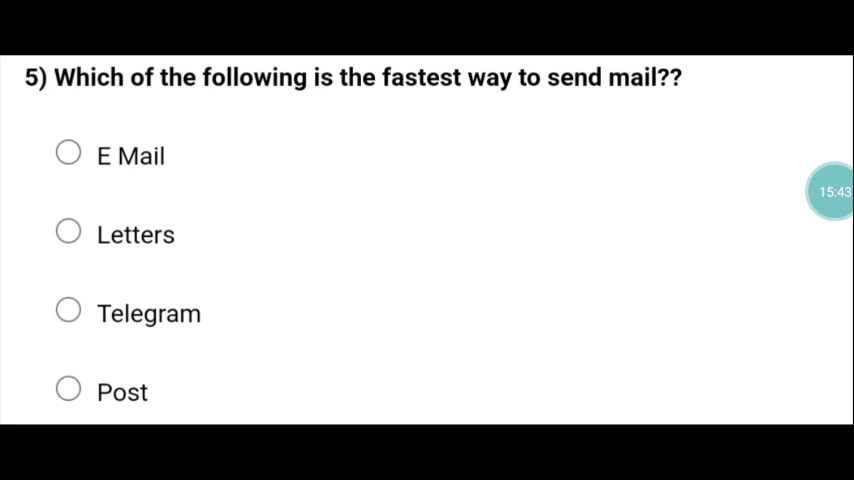 5) Which of the following is the fastest way to send mail??
E Mail
15:43
Letters
Telegram
Post